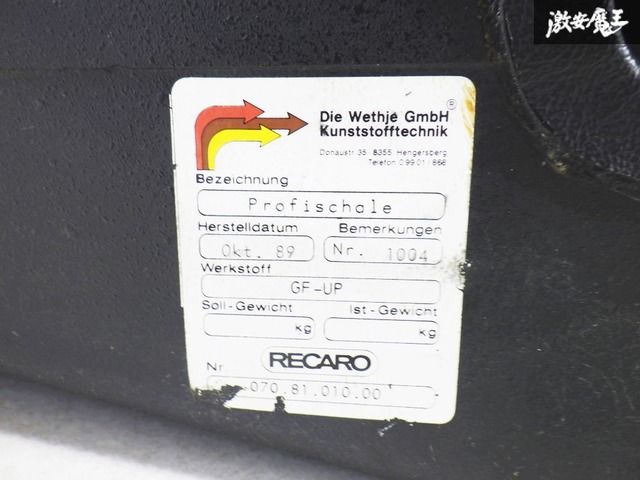 激安魔王
Die Wethje GmbH ®
Kunststofftechnik
Donaustr. 35 8355 Hengersberg
Telefon 09901/866
Bezeichnung
Profischale
Herstelldatum Bemerkungen
Okt. 89 Nr. 1004
Werkstoff
GF-UP
Soll-Gewicht Ist-Gewicht
kg kg
RECARO
Nr.
070.81.010.00